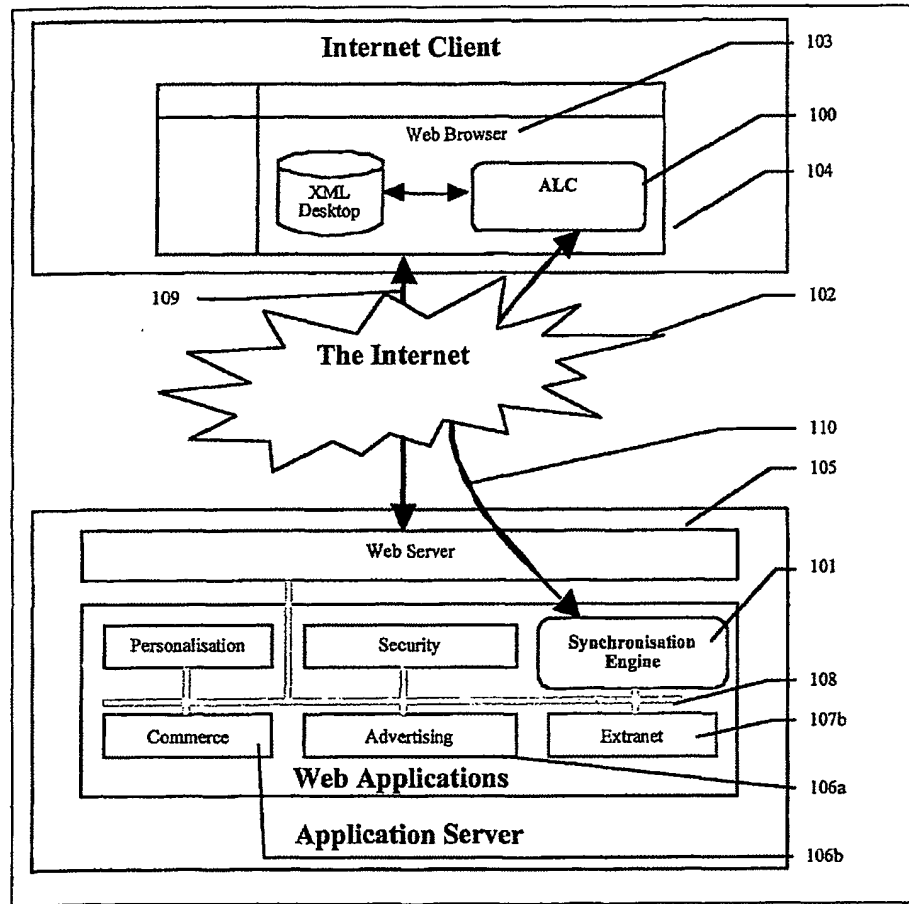 Internet Client
103
100
Web Browser
ALC
XML
Desktop
104
109
102
The Internet
110
105
Web Server
101
Personalisation
Security
Synchronisation
Engine
108
107b
Commerce
Advertising
Extranet
Web Applications
106a
Application Server
106b